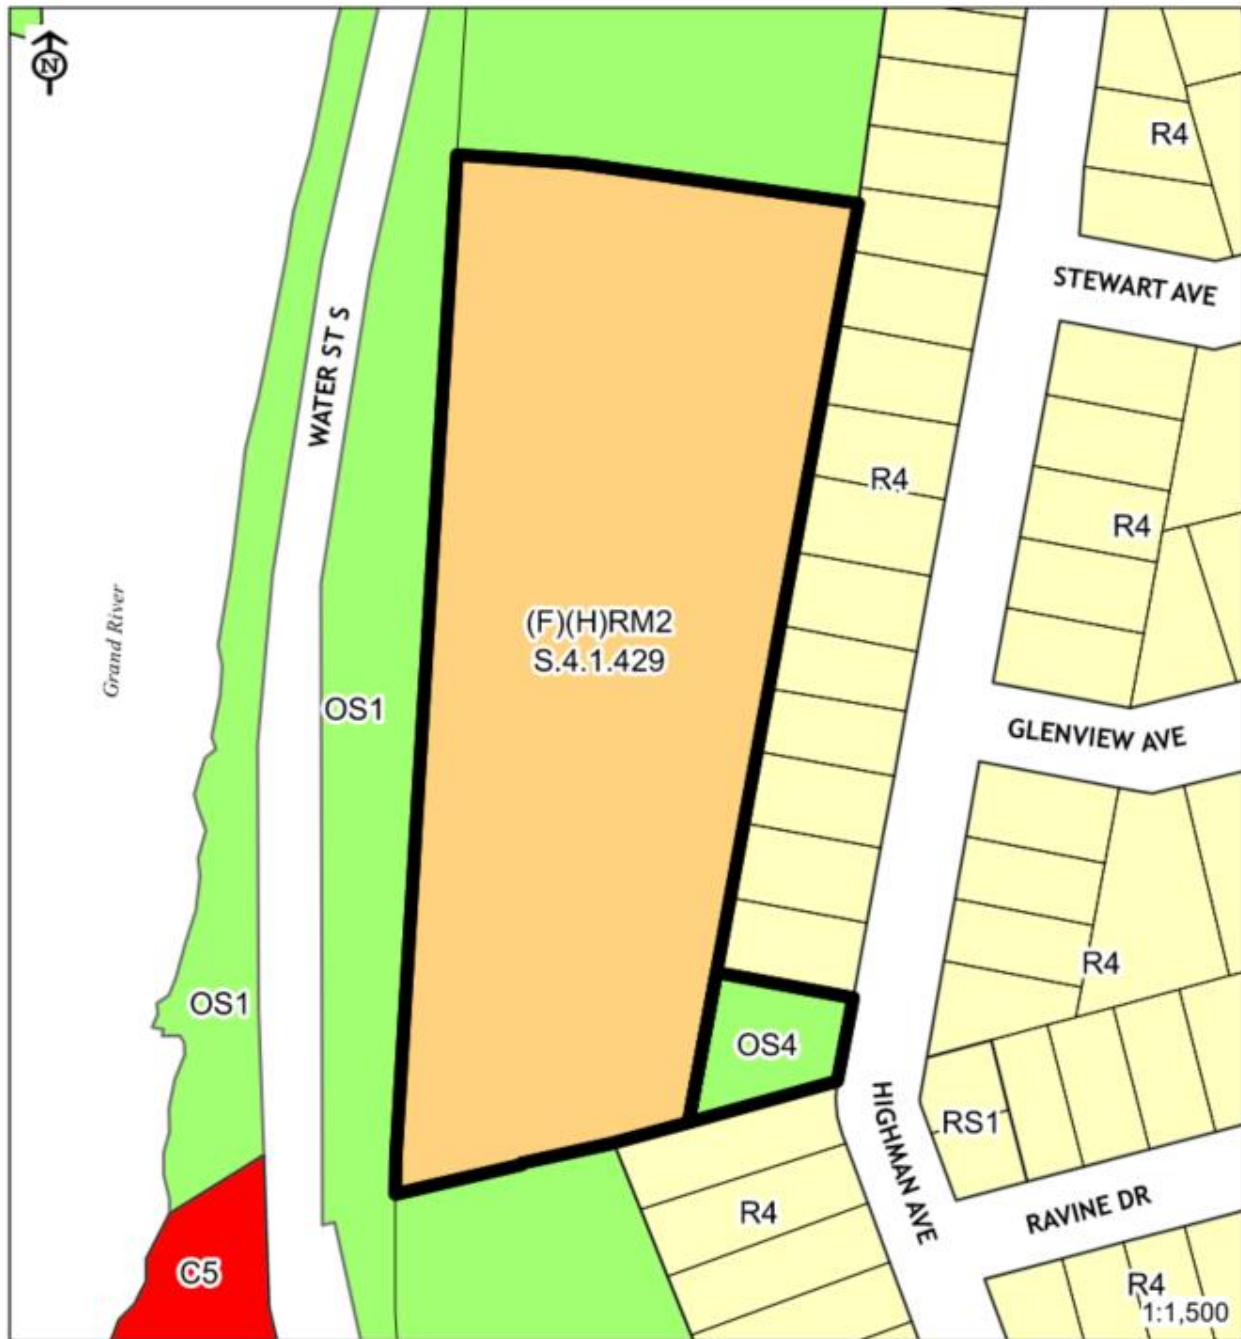 N
R4
STEWART AVE
WATER ST S
R4
R4
Grand River
(F)(H)RM2
S.4.1.429
OS1
GLENVIEW AVE
R4
OS1
OS4
HIGHMAN AVE
RS1
R4
RAVINE DR
C5
R4
1:1,500